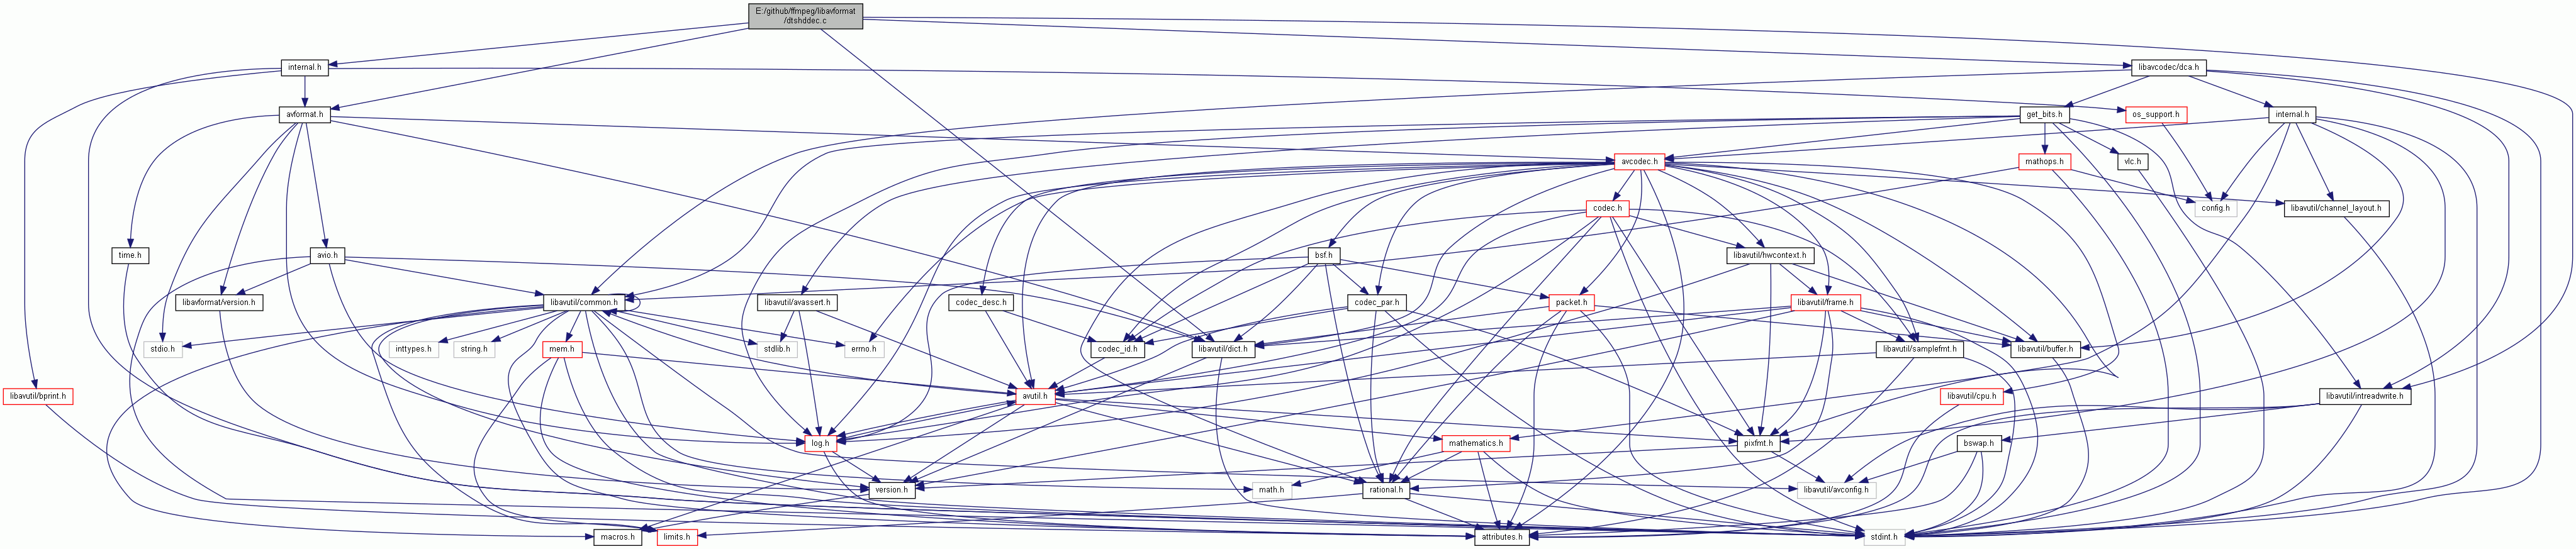 E:/github/ffmpeg/libavformat
/dtshddec.c
internal.h
libavcodec/dca.h
avformat.h
get_bits.h
os_support.h
internal.h
avcodec.h
mathops.h
vlc.h
codec.h
config.h
libavutil/channel_layout.h
time.h
avio.h
bsf.h
libavutil/hwcontext.h
libavformat/version.h
libavutil/common.h
libavutil/avassert.h
codec_desc.h
codec_par.h
packet.h
libavutil/frame.h
stdio.h
inttypes.h
string.h
mem.h
stdlib.h
errno.h
codec_id.h
libavutil/dict.h
libavutil/samplefmt.h
libavutil/buffer.h
libavutil/bprint.h
avutil.h
libavutil/cpu.h
libavutil/intreadwrite.h
log.h
mathematics.h
pixfmt.h
bswap.h
version.h
math.h
rational.h
libavutil/avconfig.h
macros.h
limits.h
attributes.h
stdint.h